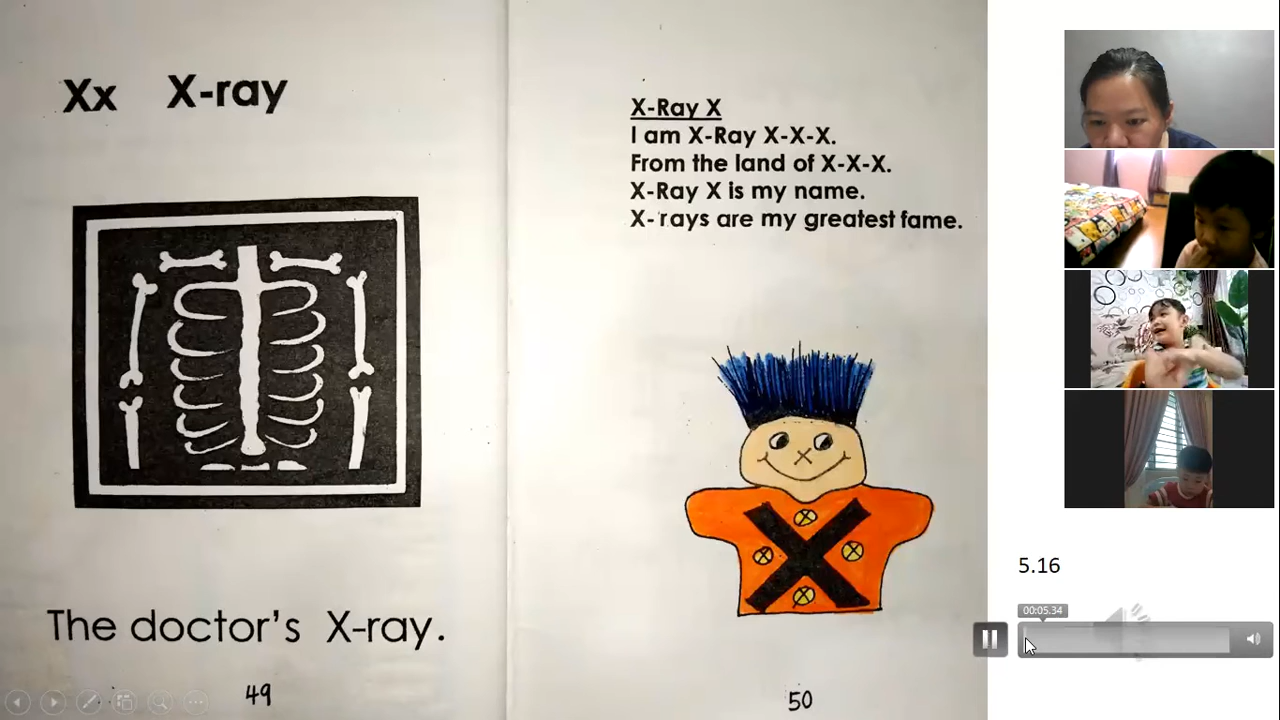 Xx X-ray
The doctor's X-ray.
49
X-Ray X
I am X-Ray X-X-X.
From the land of X-X-X.
X-Ray X is my name.
X-rays are my greatest fame.
X
50
5.16
00:05.34